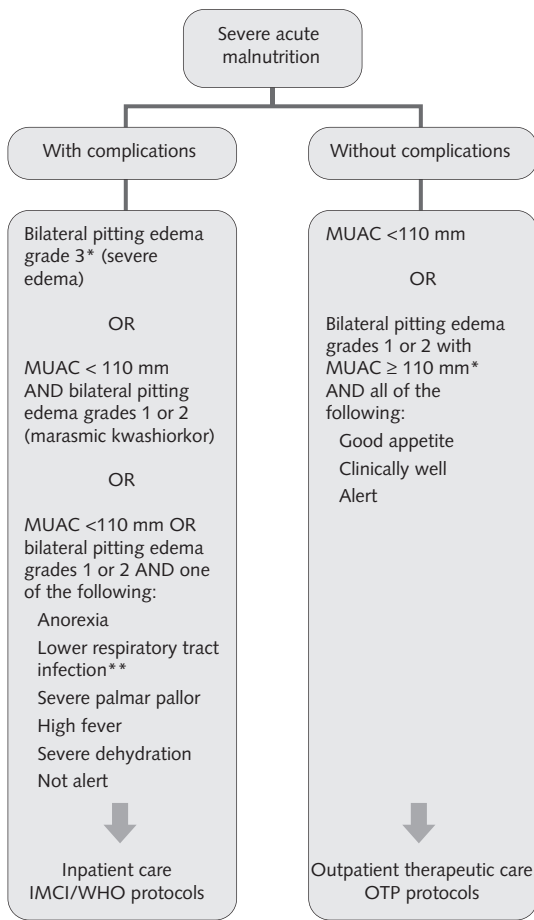 Severe acute
malnutrition
With complications
Without complications
Bilateral pitting edema
grade 3* (severe
edema)
OR
MUAC < 110 mm
AND bilateral pitting
edema grades 1 or 2
(marasmic kwashiorkor)
OR
MUAC <110 mm OR
bilateral pitting edema
grades 1 or 2 AND one
of the following:
Anorexia
Lower respiratory tract
infection**
Severe palmar pallor
High fever
Severe dehydration
Not alert
Inpatient care
IMCI/WHO protocols
MUAC <110 mm
OR
Bilateral pitting edema
grades 1 or 2 with
MUAC ≥ 110 mm*
AND all of the
following:
Good appetite
Clinically well
Alert
Outpatient therapeutic care
OTP protocols